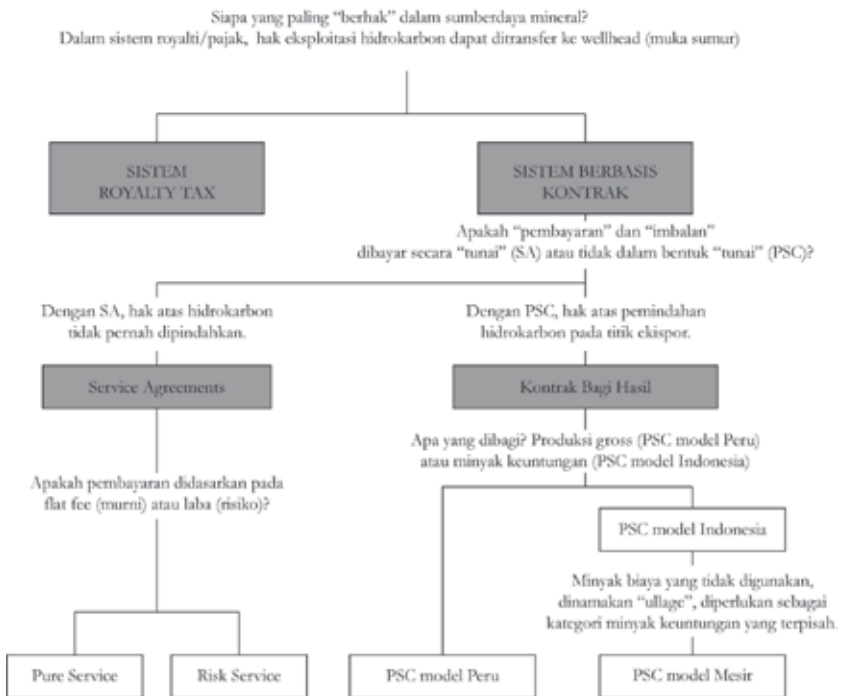 Siapa yang paling “berhak” dalam sumberdaya mineral?
Dalam sistem royalti/pajak, hak eksploitasi hidrokarbon dapat ditransfer ke wellhead (muka sumur)
SISTEM
ROYALTY TAX
SISTEM BERBASIS
KONTRAK
Apakah “pembayaran” dan “imbalan”
dibayar secara “tunai” (SA) atau tidak dalam bentuk “tunai” (PSC)?
Dengan SA, hak atas hidrokarbon
tidak pernah dipindahkan.
Dengan PSC, hak atas pemindahan
hidrokarbon pada titik ekispor.
Service Agreements
Kontrak Bagi Hasil
Apa yang dibagi? Produksi gross (PSC model Peru)
atau minyak keuntungan (PSC model Indonesia)
Apakah pembayaran didasarkan pada
flat fee (murni) atau laba (risiko)?
PSC model Indonesia
Minyak biaya yang tidak digunakan,
dinamakan “ullage”, diperlukan sebagai
kategori minyak keuntungan yang terpisah.
Pure Service
Risk Service
PSC model Peru
PSC model Mesir